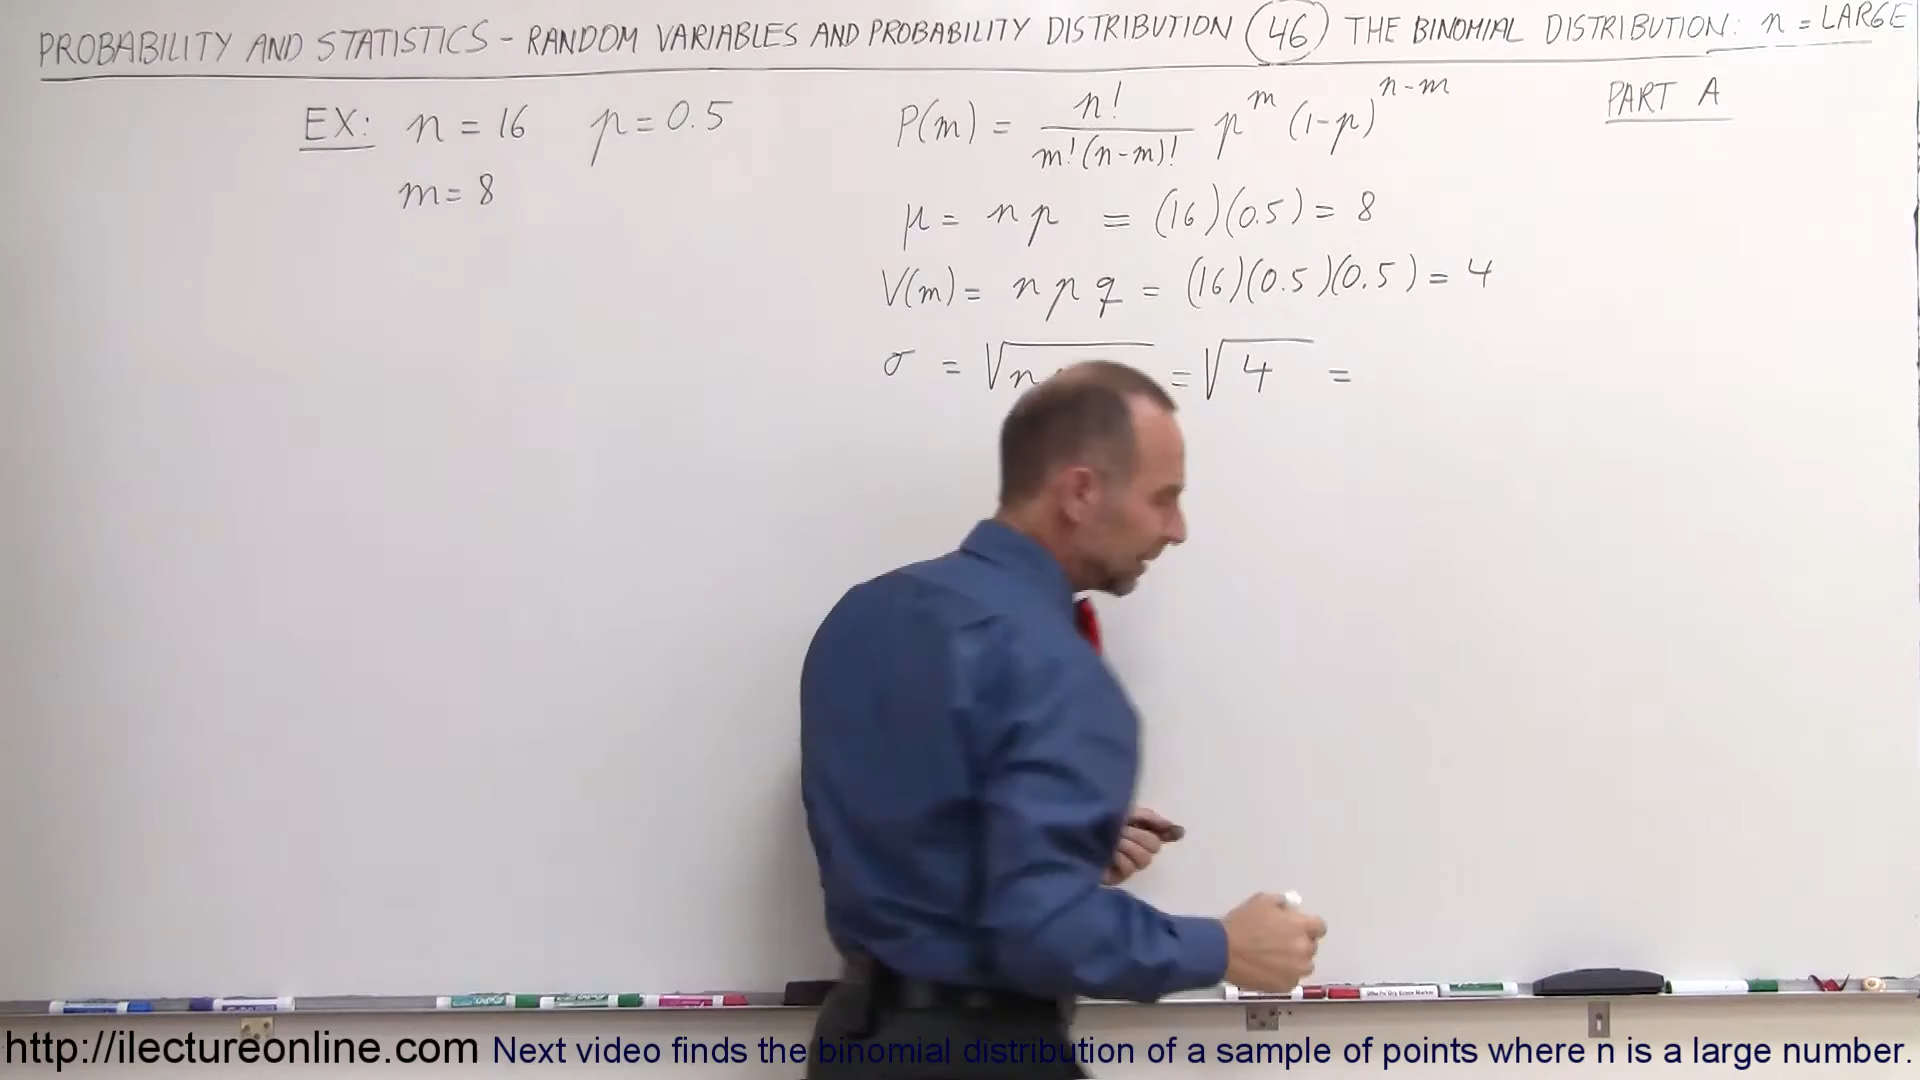 PROBABILITY AND STATISTICS - RANDOM VARIABLES AND PROBABILITY DISTRIBUTION (46) THE BINOMIAL DISTRIBUTION: n = LARGE
PART A
EX: n = 16 p = 0.5
m = 8
P(m) = n! / m!(n-m)! p^m (1-p)^n-m
μ = n p = (16)(0.5) = 8
V(m) = n p q = (16)(0.5)(0.5) = 4
σ = √n = √4 =
http://ilectureonline.com Next video finds the binomial distribution of a sample of points where n is a large number.